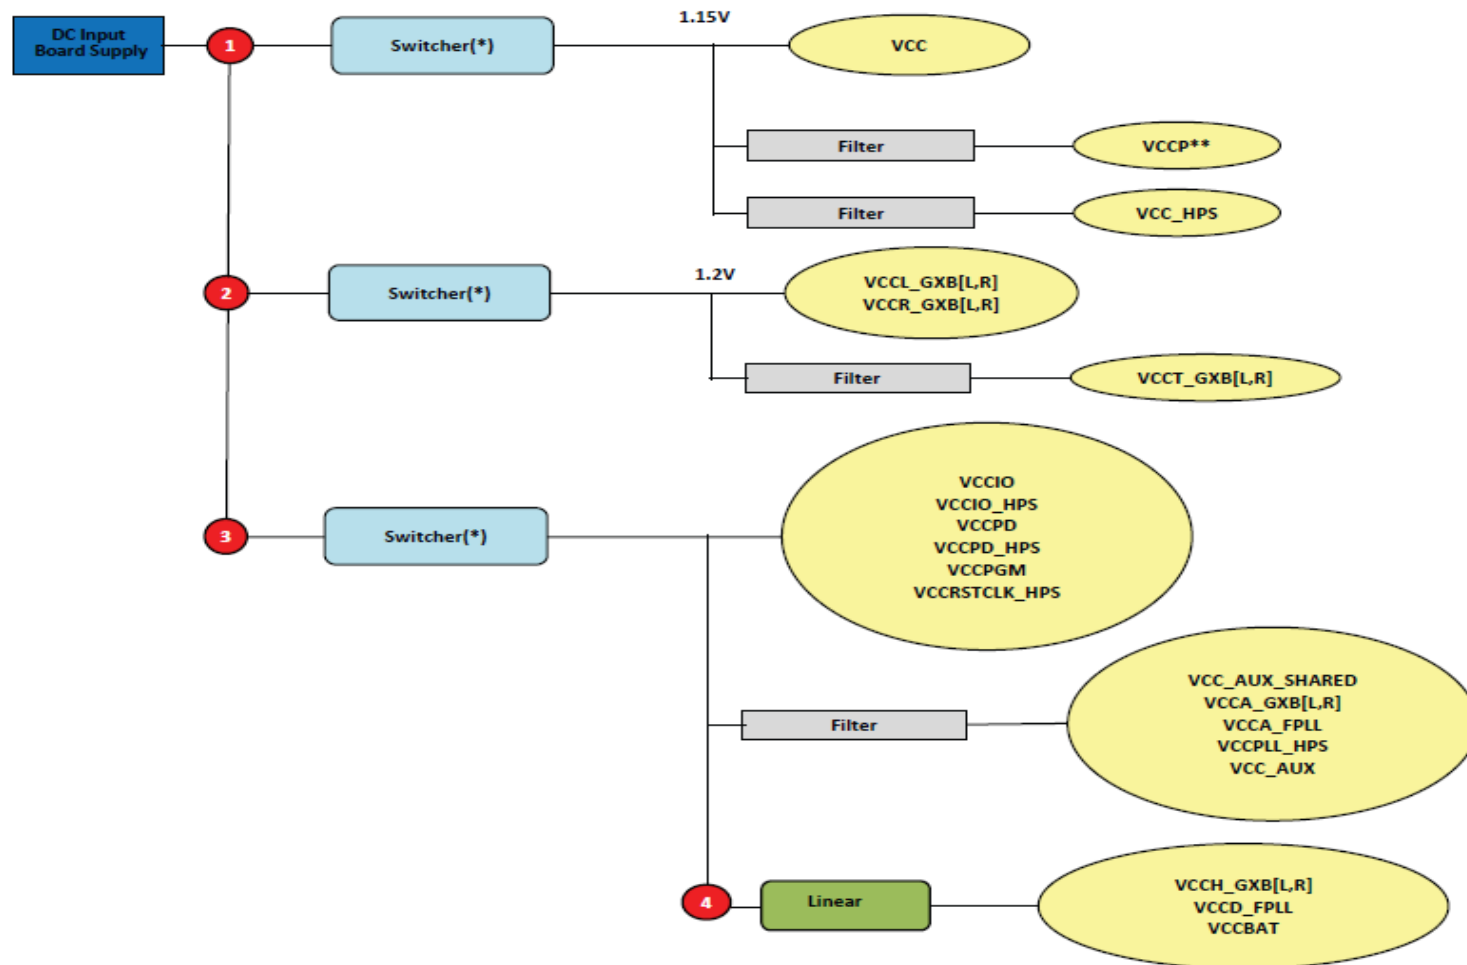 DC Input
Board Supply
1
Switcher(*)
1.15V
VCC
Filter
VCCP**
Filter
VCC_HPS
2
Switcher(*)
1.2V
VCCL_GXB[L,R]
VCCR_GXB[L,R]
Filter
VCCT_GXB[L,R]
3
Switcher(*)
VCCIO
VCCIO_HPS
VCCPD
VCCPD_HPS
VCCPGM
VCCRSTCLK_HPS
Filter
VCC_AUX_SHARED
VCCA_GXB[L,R]
VCCA_FPLL
VCCPLL_HPS
VCC_AUX
4
Linear
VCCH_GXB[L,R]
VCCD_FPLL
VCCBAT